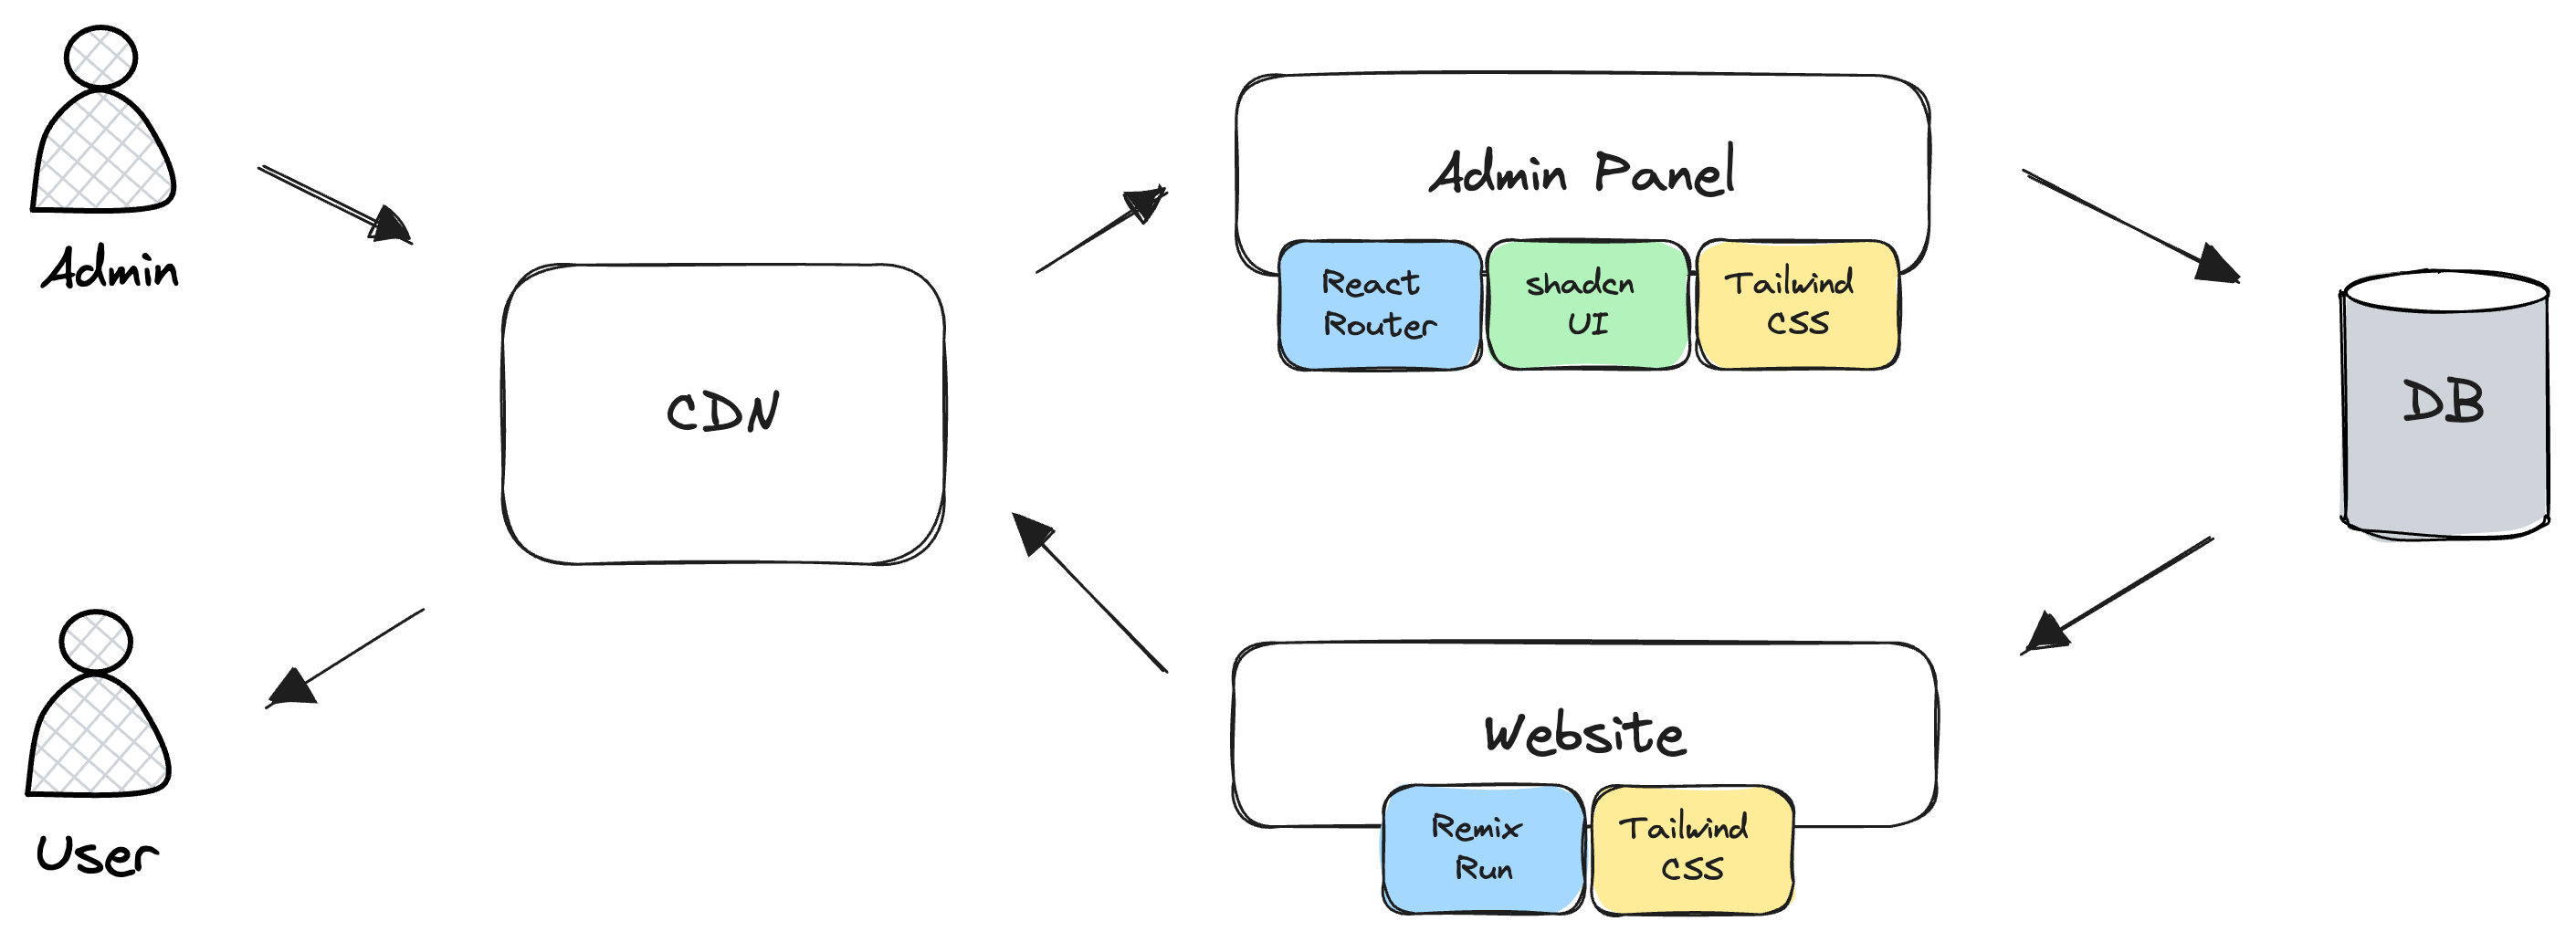 Admin
Admin Panel
React
Router
shadcn
UI
Tailwind
CSS
CDN
DB
Website
Remix
Run
Tailwind
CSS
User